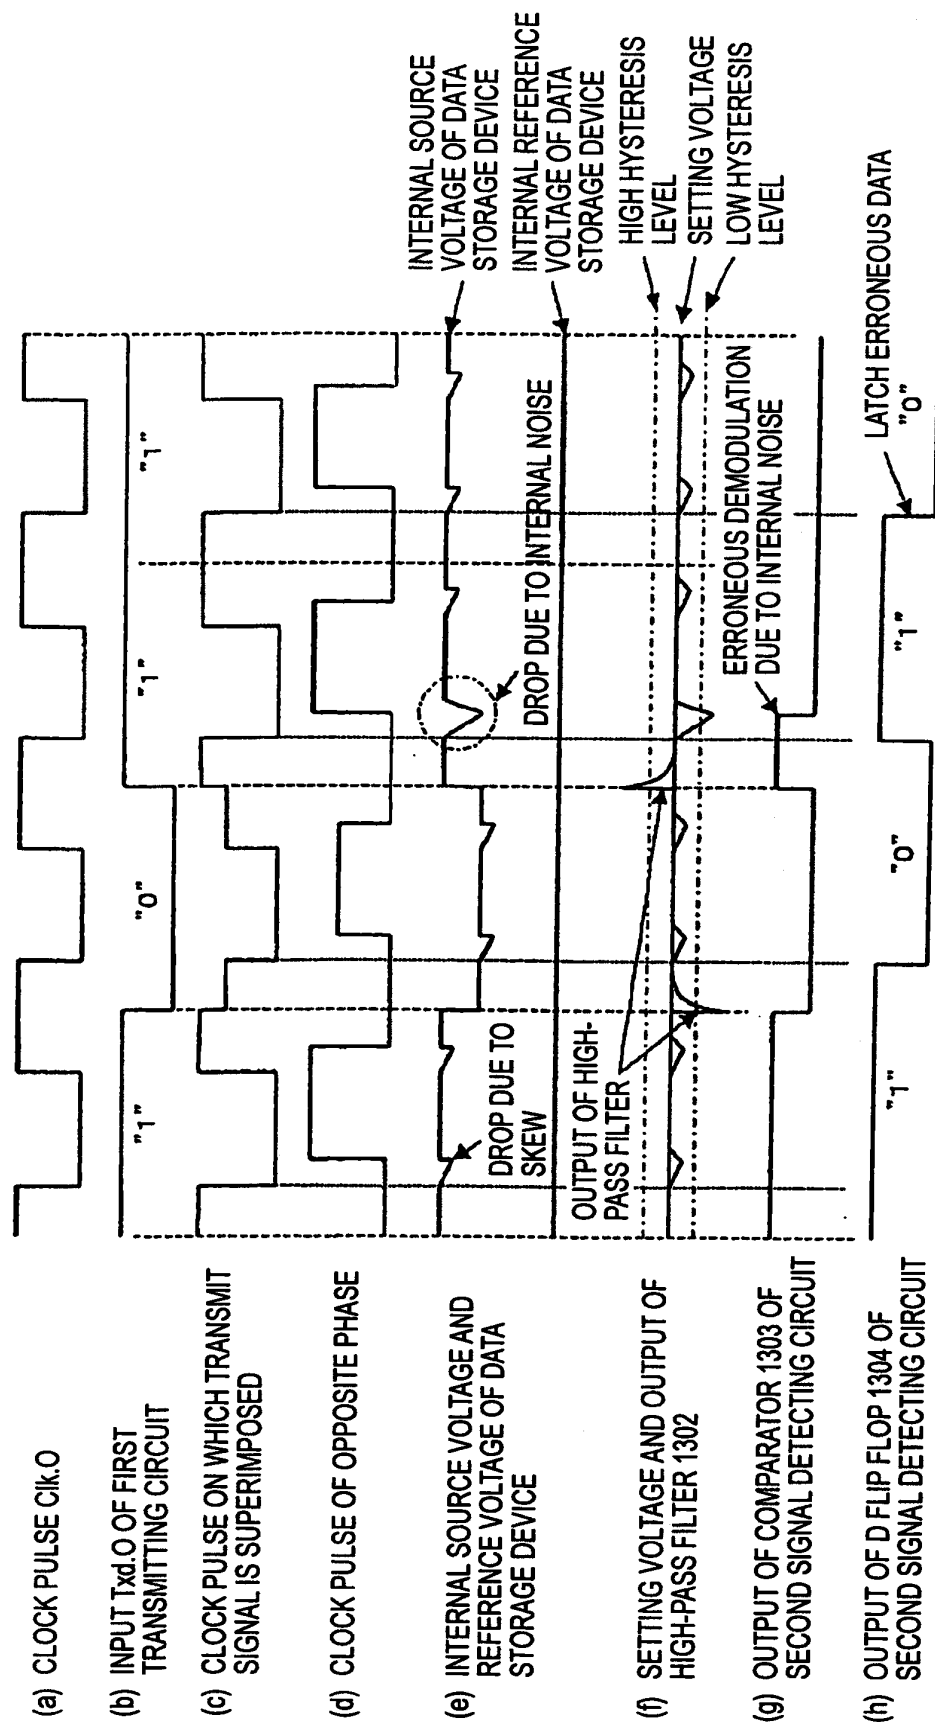 (a) CLOCK PULSE Clk.0
(b) INPUT Txd.0 OF FIRST
TRANSMITTING CIRCUIT
"1"
"0"
"1"
"1"
(c) CLOCK PULSE ON WHICH TRANSMIT
SIGNAL IS SUPERIMPOSED
(d) CLOCK PULSE OF OPPOSITE PHASE
(e) INTERNAL SOURCE VOLTAGE AND
REFERENCE VOLTAGE OF DATA
STORAGE DEVICE
DROP DUE TO
SKEW
DROP DUE TO INTERNAL NOISE
INTERNAL SOURCE
VOLTAGE OF DATA
STORAGE DEVICE
INTERNAL REFERENCE
VOLTAGE OF DATA
STORAGE DEVICE
(f) SETTING VOLTAGE AND OUTPUT OF
HIGH-PASS FILTER 1302
OUTPUT OF HIGH-
PASS FILTER
HIGH HYSTERESIS
LEVEL
SETTING VOLTAGE
LOW HYSTERESIS
LEVEL
(g) OUTPUT OF COMPARATOR 1303 OF
SECOND SIGNAL DETECTING CIRCUIT
ERRONEOUS DEMODULATION
DUE TO INTERNAL NOISE
(h) OUTPUT OF D FLIP FLOP 1304 OF
SECOND SIGNAL DETECTING CIRCUIT
"1"
"0"
"1"
LATCH ERRONEOUS DATA
"0"